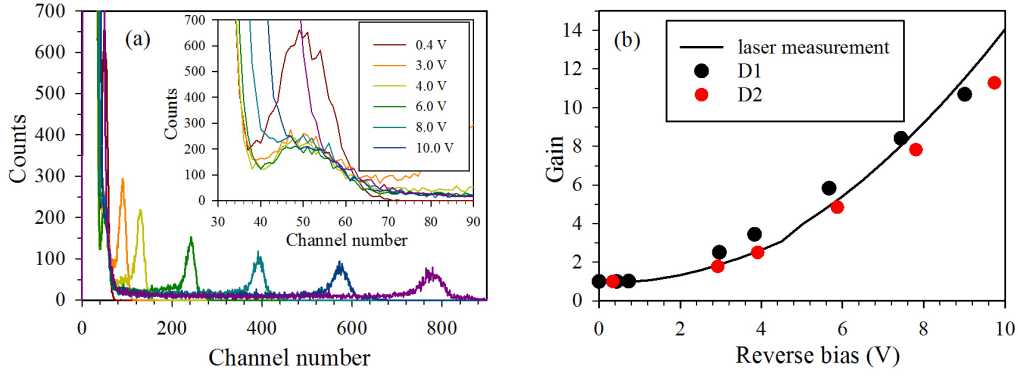 (a)
700
600
500
400
300
200
100
0
Counts
0 200 400 600 800
Channel number
700
600
500
400
300
200
100
0
Counts
30 40 50 60 70 80 90
Channel number
0.4 V
3.0 V
4.0 V
6.0 V
8.0 V
10.0 V
(b)
14
12
10
8
6
4
2
0
Gain
0 2 4 6 8 10
Reverse bias (V)
laser measurement
D1
D2